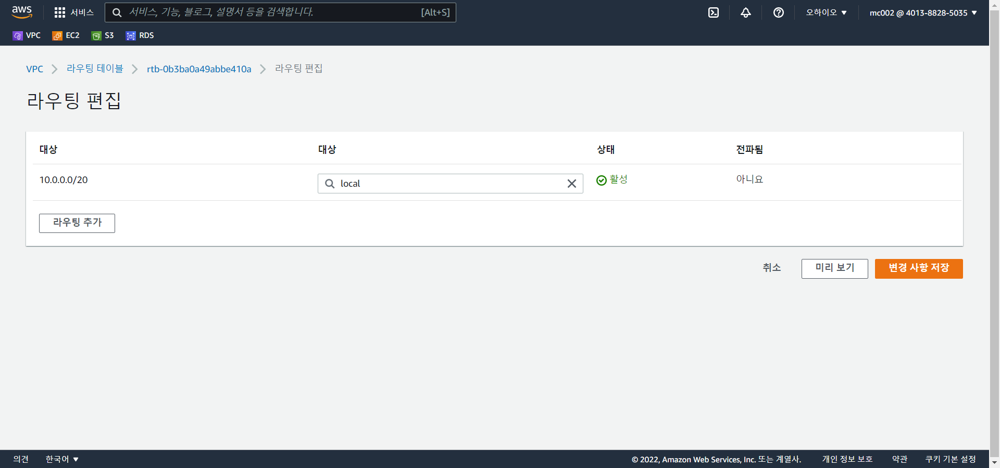 aws 서비스 서비스, 기능, 블로그, 설명서 등을 검색합니다. [Alt+S] 오하이오 mc002 @ 4013-8828-5035
VPC EC2 S3 RDS
VPC 라우팅 테이블 rtb-0b3ba0a49abbe410a 라우팅 편집
라우팅 편집
대상 대상 상태 전파됨
10.0.0.0/20 local 활성 아니요
라우팅 추가
취소 미리 보기 변경 사항 저장
의견 한국어 © 2022, Amazon Web Services, Inc. 또는 계열사. 개인 정보 보호 약관 쿠키 기본 설정